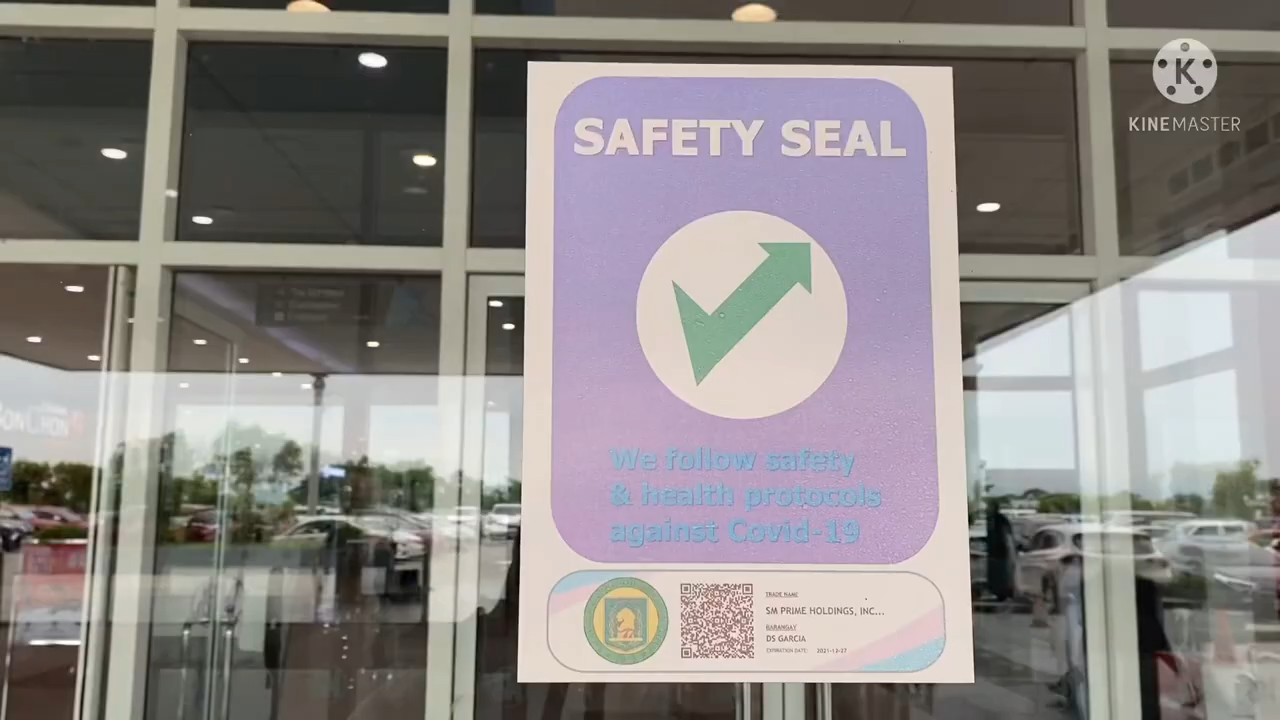 SAFETY SEAL
K
KINEMASTER
We follow safety
& health protocols
against Covid-19
TRADE NAME
SM PRIME HOLDINGS, INC...
BARANGAY
DS GARCIA
EXPIRATION DATE: 2021-12-27